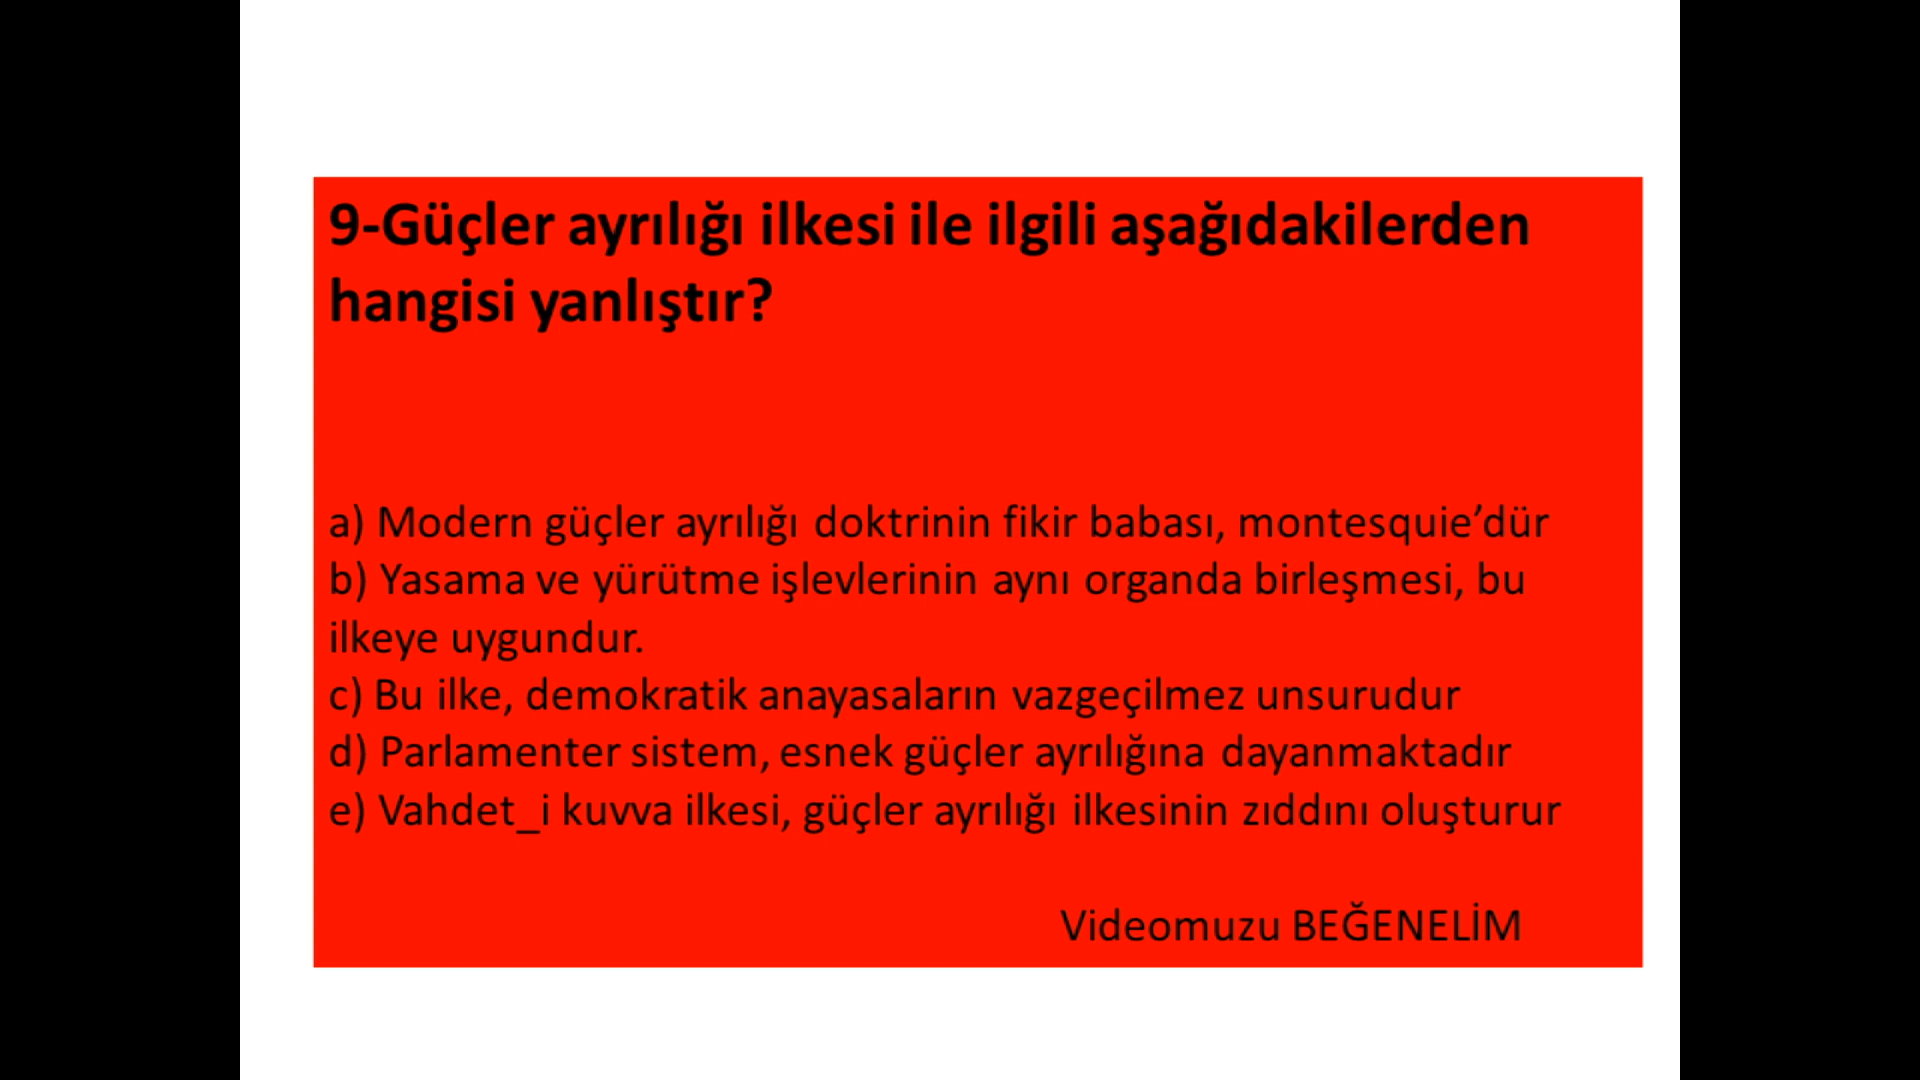 9-Güçler ayrılığı ilkesi ile ilgili aşağıdakilerden
hangisi yanlıştır?
a) Modern güçler ayrılığı doktrinin fikir babası, montesquie’dür
b) Yasama ve yürütme işlevlerinin aynı organda birleşmesi, bu
ilkeye uygundur.
c) Bu ilke, demokratik anayasaların vazgeçilmez unsurudur
d) Parlamenter sistem, esnek güçler ayrılığına dayanmaktadır
e) Vahdet_i kuvva ilkesi, güçler ayrılığı ilkesinin zıddını oluşturur
Videomuzu BEĞENELİM